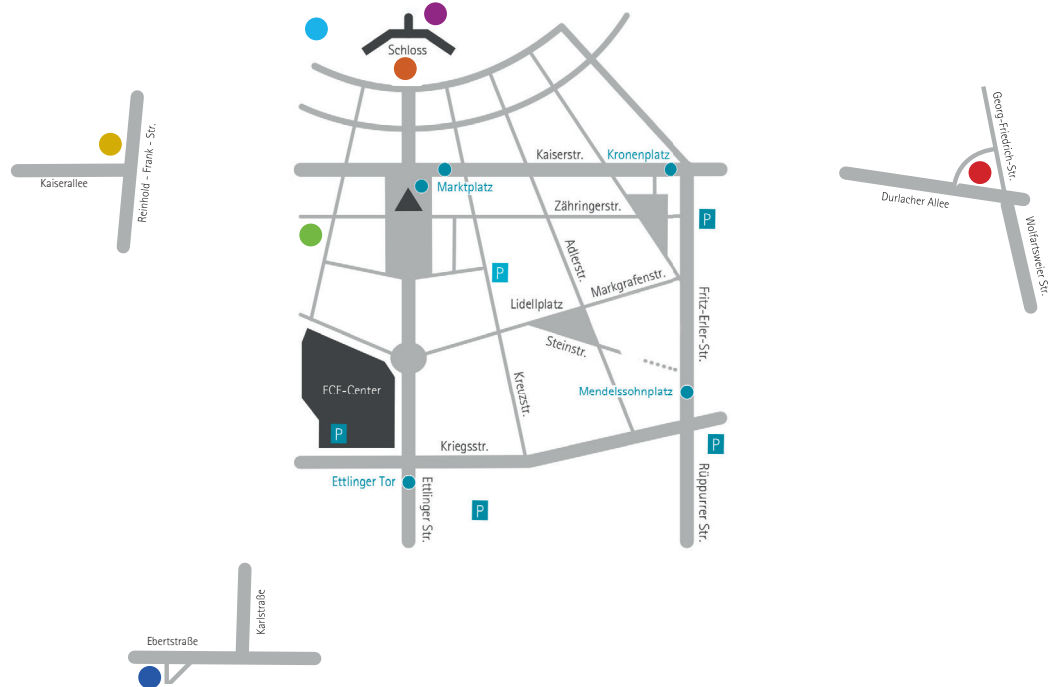 Schloss
Georg-Friedrich-Str.
Reinhold - Frank - Str.
Kaiserstr.
Kronenplatz
Kaiserallee
Marktplatz
Durlacher Allee
Zähringerstr.
P
Wolfartsweier Str.
Adlerstr.
P
Markgrafenstr.
Lidellplatz
Fritz-Erler-Str.
Steinstr.
ECE-Center
Kreuzstr.
Mendelssohnplatz
P
Kriegsstr.
P
Ettlinger Tor
Ettlinger Str.
Rüppurrer Str.
P
Karlstraße
Ebertstraße